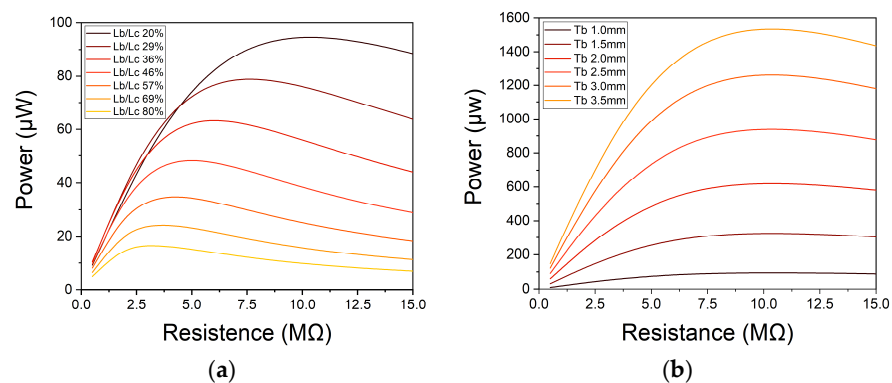 100
80
60
40
20
0
Power (μW)
Lb/Lc 20%
Lb/Lc 29%
Lb/Lc 36%
Lb/Lc 46%
Lb/Lc 57%
Lb/Lc 69%
Lb/Lc 80%
0.0 2.5 5.0 7.5 10.0 12.5 15.0
Resistence (MΩ)
(a)
1600
1400
1200
1000
800
600
400
200
0
Power (μw)
Tb 1.0mm
Tb 1.5mm
Tb 2.0mm
Tb 2.5mm
Tb 3.0mm
Tb 3.5mm
0.0 2.5 5.0 7.5 10.0 12.5 15.0
Resistance (MΩ)
(b)